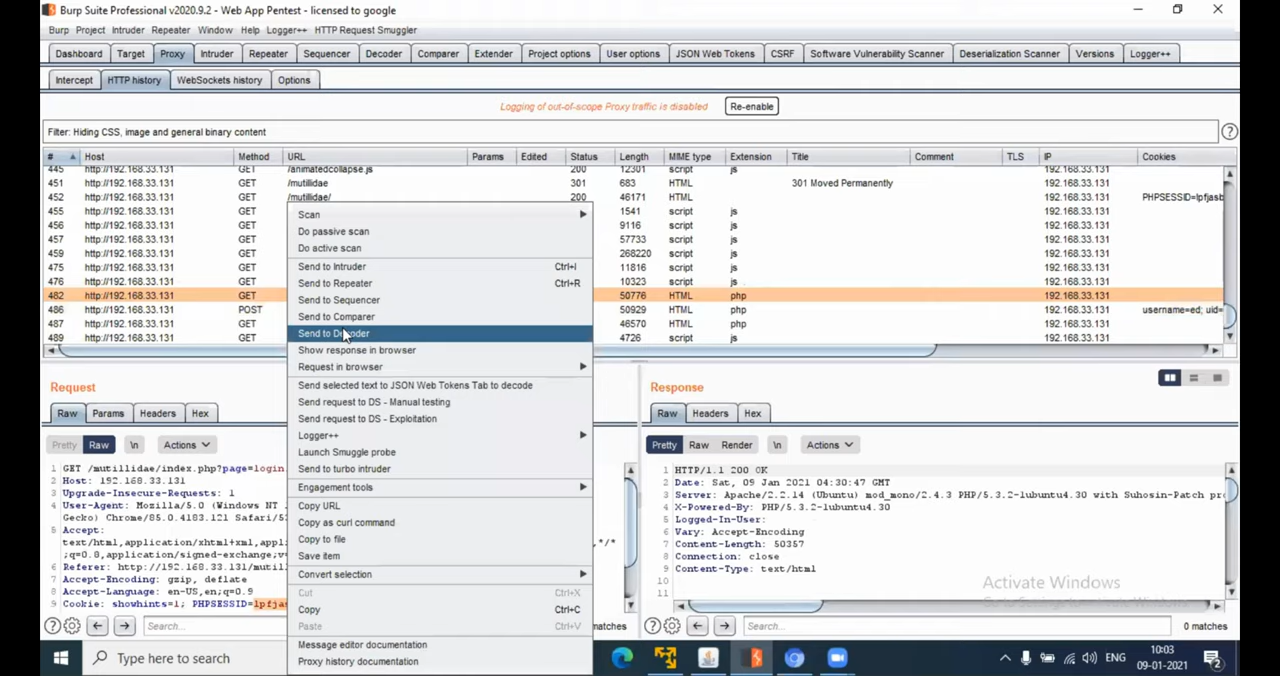 Burp Suite Professional v2020.9.2 - Web App Pentest - licensed to google
Burp Project Intruder Repeater Window Help Logger++ HTTP Request Smuggler
Dashboard Target Proxy Intruder Repeater Sequencer Decoder Comparer Extender Project options User options JSON Web Tokens CSRF Software Vulnerability Scanner Deserialization Scanner Versions Logger++
Intercept HTTP history WebSockets history Options
Logging of out-of-scope Proxy traffic is disabled Re-enable
Filter: Hiding CSS, image and general binary content ?
# Host Method URL Params Edited Status Length MIME type Extension Title Comment TLS IP Cookies
445 http://192.168.33.131 GET /animatedcollapse.js 200 12301 script js 192.168.33.131
451 http://192.168.33.131 GET /mutillidae 301 683 HTML 301 Moved Permanently 192.168.33.131
452 http://192.168.33.131 GET /mutillidae/ 200 46171 HTML 192.168.33.131 PHPSESSID=lpfjasb
455 http://192.168.33.131 GET 1541 script js 192.168.33.131
456 http://192.168.33.131 GET 9116 script js 192.168.33.131
457 http://192.168.33.131 GET 57733 script js 192.168.33.131
459 http://192.168.33.131 GET 268220 script js 192.168.33.131
475 http://192.168.33.131 GET 11816 script js 192.168.33.131
476 http://192.168.33.131 GET 10323 script js 192.168.33.131
482 http://192.168.33.131 GET 50776 HTML php 192.168.33.131
486 http://192.168.33.131 POST 50929 HTML php 192.168.33.131 username=ed; uid=
487 http://192.168.33.131 GET 46570 HTML php 192.168.33.131
489 http://192.168.33.131 GET 4726 script js 192.168.33.131
Scan
Do passive scan
Do active scan
Send to Intruder Ctrl+I
Send to Repeater Ctrl+R
Send to Sequencer
Send to Comparer
Send to Decoder
Show response in browser
Request in browser
Send selected text to JSON Web Tokens Tab to decode
Send request to DS - Manual testing
Send request to DS - Exploitation
Logger++
Launch Smuggle probe
Send to turbo intruder
Engagement tools
Copy URL
Copy as curl command
Copy to file
Save item
Convert selection
Cut Ctrl+X
Copy Ctrl+C
Paste Ctrl+V
Message editor documentation
Proxy history documentation
Request
Raw Params Headers Hex
Pretty Raw \n Actions
1 GET /mutillidae/index.php?page=login
2 Host: 192.168.33.131
3 Upgrade-Insecure-Requests: 1
4 User-Agent: Mozilla/5.0 (Windows NT
Gecko) Chrome/85.0.4183.121 Safari/53
5 Accept:
text/html,application/xhtml+xml,appl
,*/*
;q=0.8,application/signed-exchange;v
6 Referer: http://192.168.33.131/mutil
7 Accept-Encoding: gzip, deflate
8 Accept-Language: en-US,en;q=0.9
9 Cookie: showhints=1; PHPSESSID=lpfjas
? Search... matches
Response
Raw Headers Hex
Pretty Raw Render \n Actions
1 HTTP/1.1 200 OK
2 Date: Sat, 09 Jan 2021 04:30:47 GMT
3 Server: Apache/2.2.14 (Ubuntu) mod_mono/2.4.3 PHP/5.3.2-1ubuntu4.30 with Suhosin-Patch pro
4 X-Powered-By: PHP/5.3.2-1ubuntu4.30
5 Logged-In-User:
6 Vary: Accept-Encoding
7 Content-Length: 50357
8 Connection: close
9 Content-Type: text/html
10
11
? Search... 0 matches
Activate Windows
Go to Settings to activate Windows.
Type here to search
ENG
10:03
09-01-2021
2